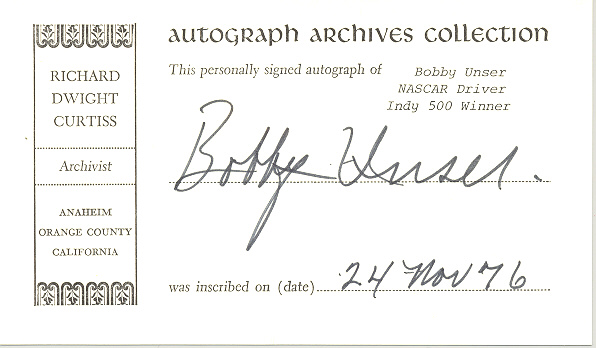 autograph archives collection
RICHARD
DWIGHT
CURTISS
Archivist
ANAHEIM
ORANGE COUNTY
CALIFORNIA
This personally signed autograph of
Bobby Unser
NASCAR Driver
Indy 500 Winner
Bobby Unser.
was inscribed on (date)....24 Nov 76